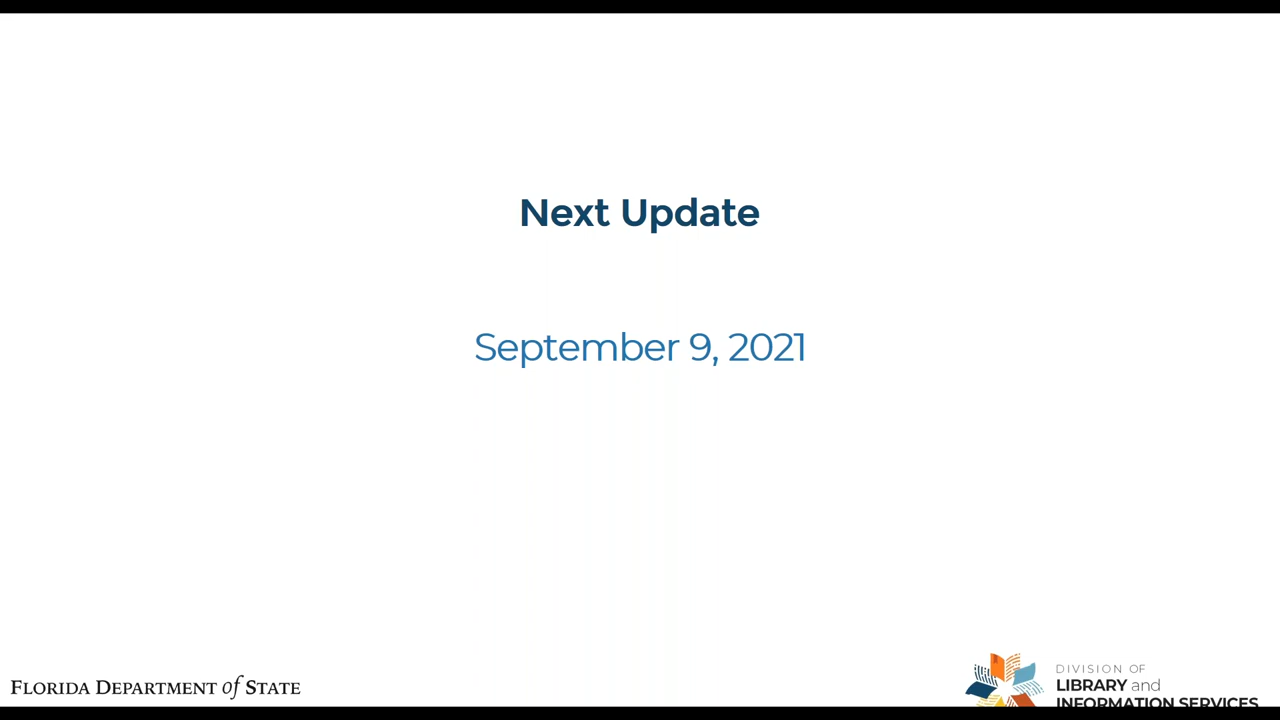 Next Update
September 9, 2021
FLORIDA DEPARTMENT of STATE
DIVISION OF
LIBRARY and
INFORMATION SERVICES